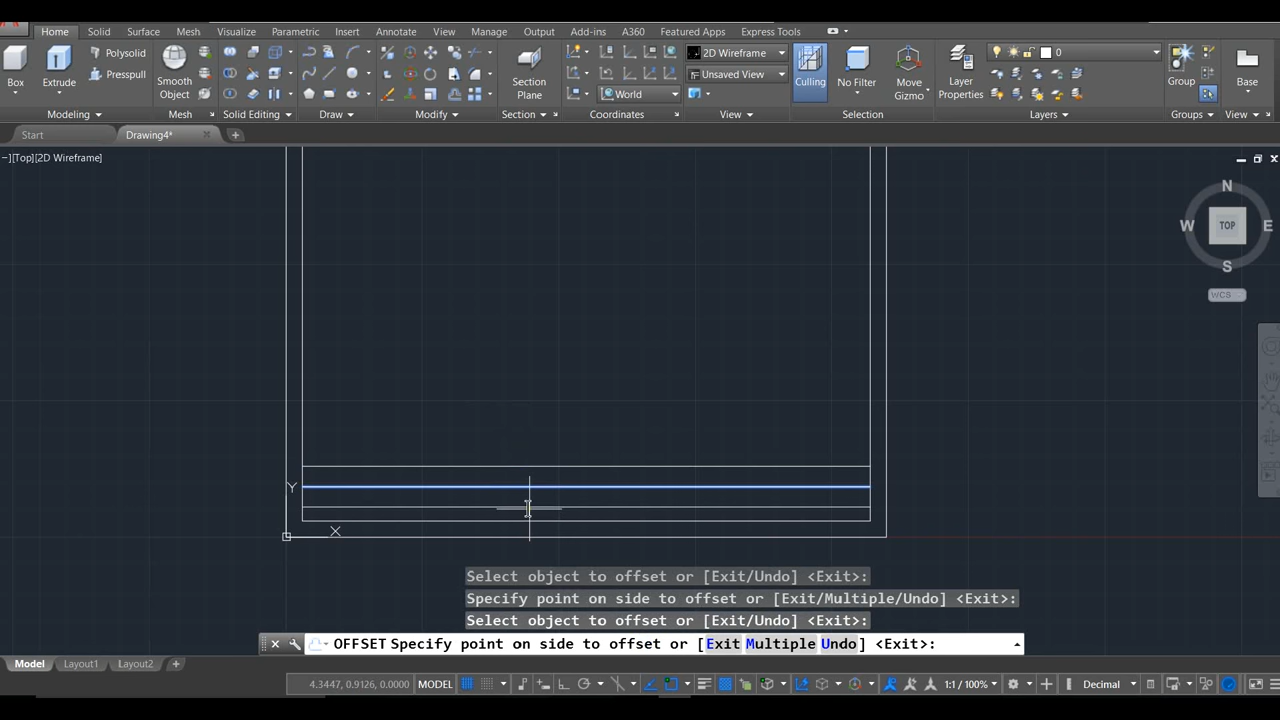 Home Solid Surface Mesh Visualize Parametric Insert Annotate View Manage Output Add-ins A360 Featured Apps Express Tools
Box
Extrude
Polysolid
Presspull
Smooth
Object
Section
Plane
World
2D Wireframe
Unsaved View
Culling
No Filter
Move
Gizmo
Layer
Properties
0
Group
Base
Modeling
Mesh
Solid Editing
Draw
Modify
Section
Coordinates
View
Selection
Layers
Groups
View
Start
Drawing4*
−][Top][2D Wireframe]
N
W
TOP
E
S
WCS
Y
X
Select object to offset or [Exit/Undo] <Exit>:
Specify point on side to offset or [Exit/Multiple/Undo] <Exit>:
Select object to offset or [Exit/Undo] <Exit>:
OFFSET Specify point on side to offset or [Exit Multiple Undo] <Exit>:
Model Layout1 Layout2
4.3447, 0.9126, 0.0000 MODEL 1:1 / 100% Decimal